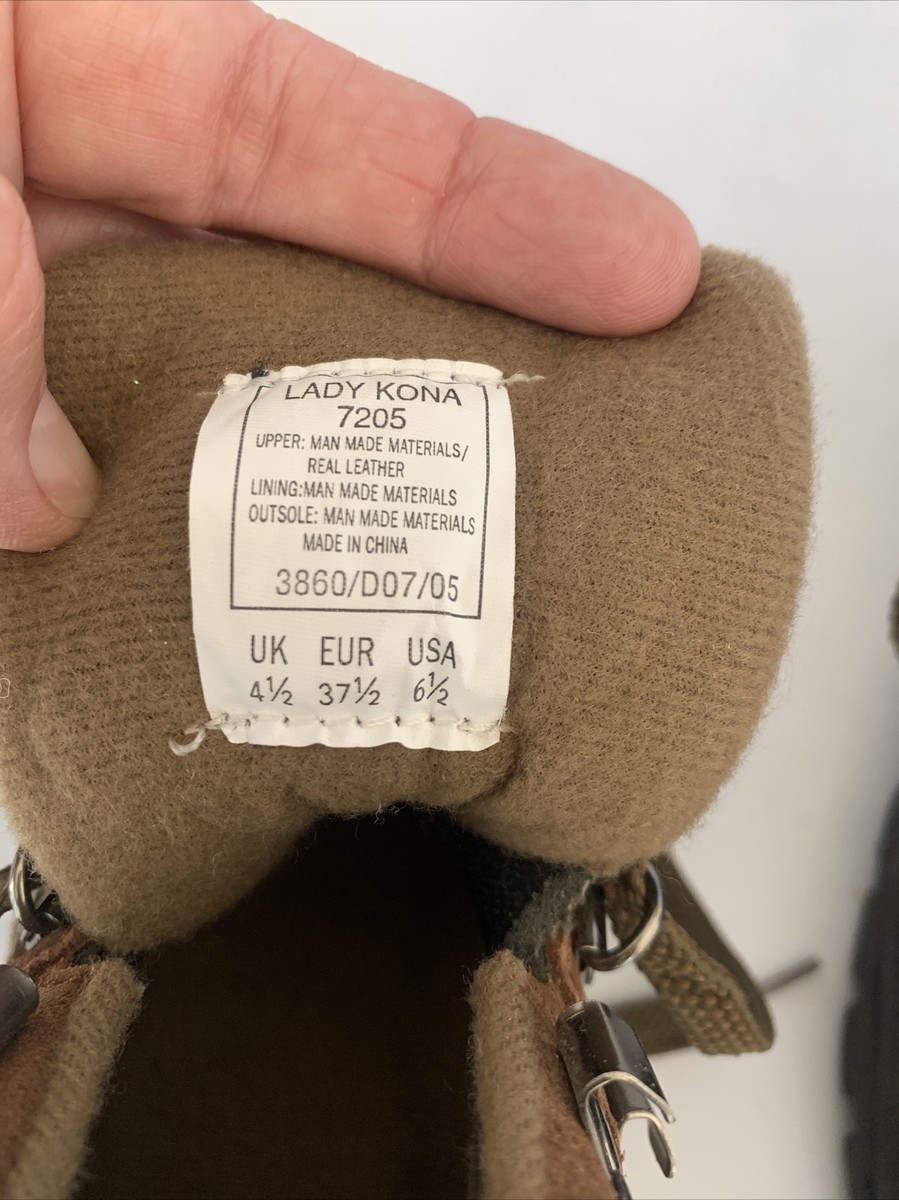 LADY KONA
7205
UPPER: MAN MADE MATERIALS/
REAL LEATHER
LINING:MAN MADE MATERIALS
OUTSOLE: MAN MADE MATERIALS
MADE IN CHINA
3860/D07/05
UK EUR USA
4½ 37½ 6½